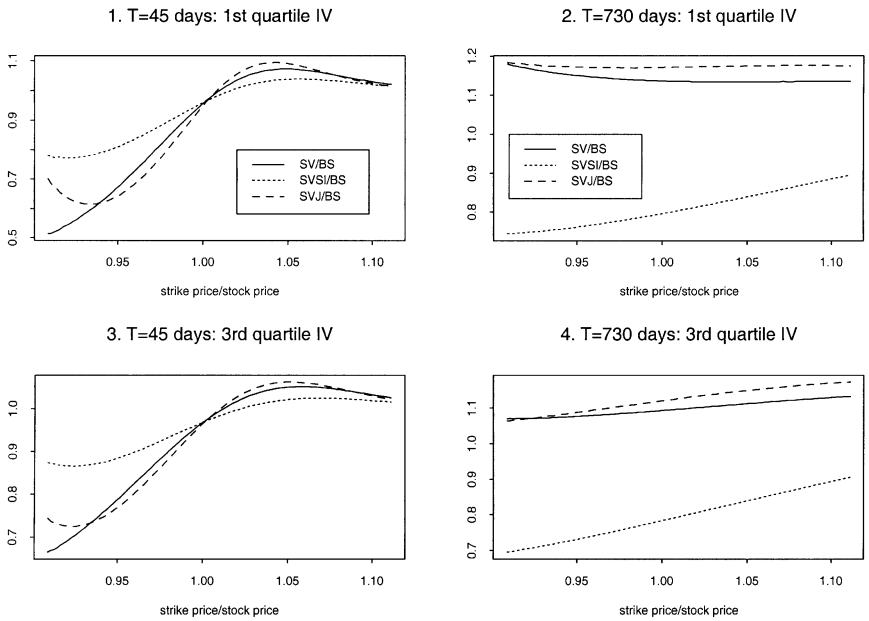 1. T=45 days: 1st quartile IV
1.1
0.9
0.7
0.5
SV/BS
SVSI/BS
SVJ/BS
0.95 1.00 1.05 1.10
strike price/stock price
2. T=730 days: 1st quartile IV
1.2
1.1
1.0
0.9
0.8
SV/BS
SVSI/BS
SVJ/BS
0.95 1.00 1.05 1.10
strike price/stock price
3. T=45 days: 3rd quartile IV
1.0
0.9
0.8
0.7
0.95 1.00 1.05 1.10
strike price/stock price
4. T=730 days: 3rd quartile IV
1.1
1.0
0.9
0.8
0.7
0.95 1.00 1.05 1.10
strike price/stock price